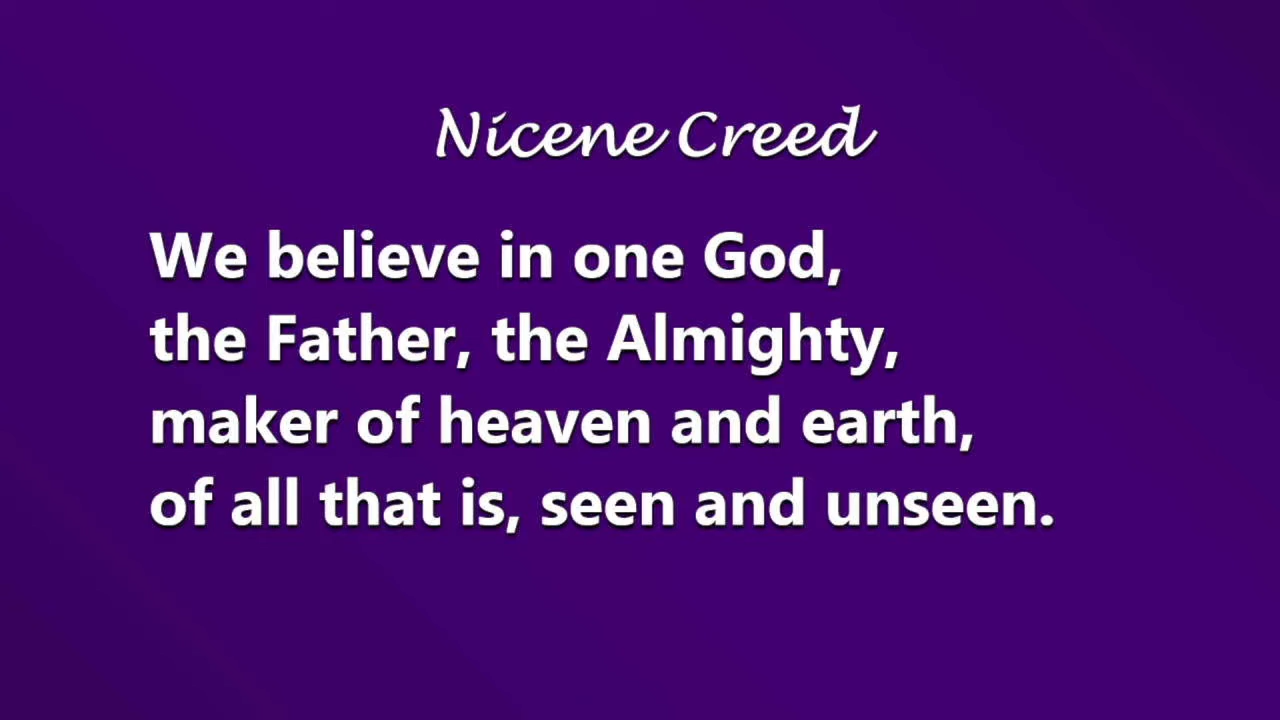 Nicene Creed
We believe in one God,
the Father, the Almighty,
maker of heaven and earth,
of all that is, seen and unseen.